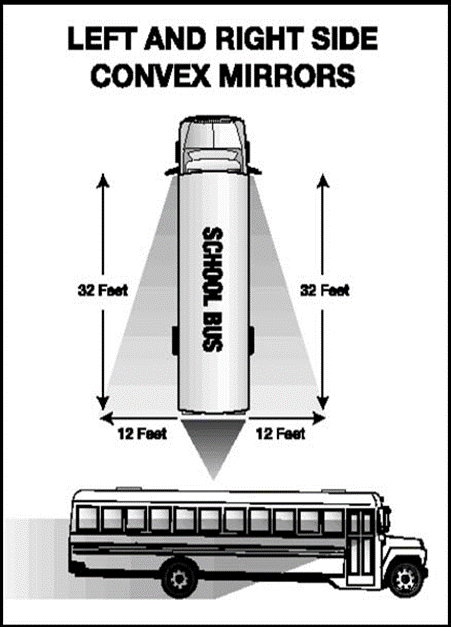 LEFT AND RIGHT SIDE
CONVEX MIRRORS
SCHOOL BUS
32 Feet
32 Feet
12 Feet
12 Feet